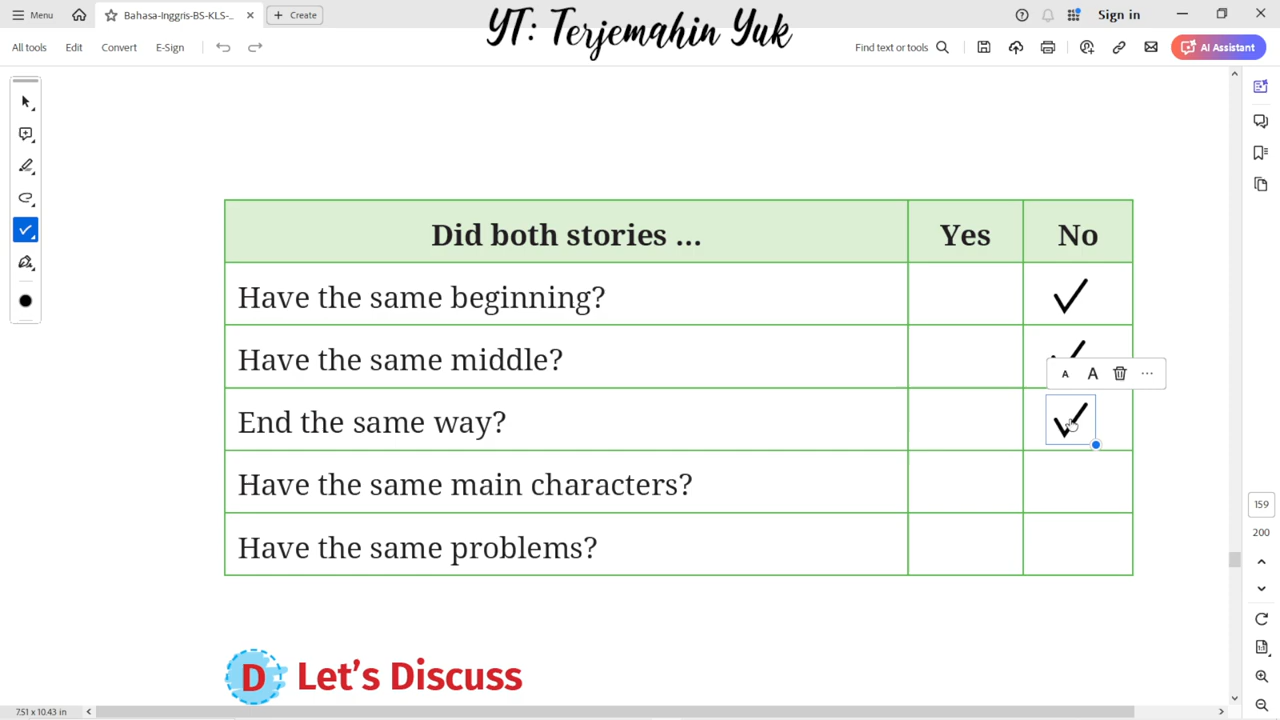 Menu
Bahasa-Inggris-BS-KLS-...
Create
YT: Terjemahin Yuk
Sign in
All tools
Edit
Convert
E-Sign
Find text or tools
AI Assistant
Did both stories ...
Yes
No
Have the same beginning?
Have the same middle?
A
A
End the same way?
Have the same main characters?
Have the same problems?
159
200
D Let's Discuss
7.51 x 10.43 in